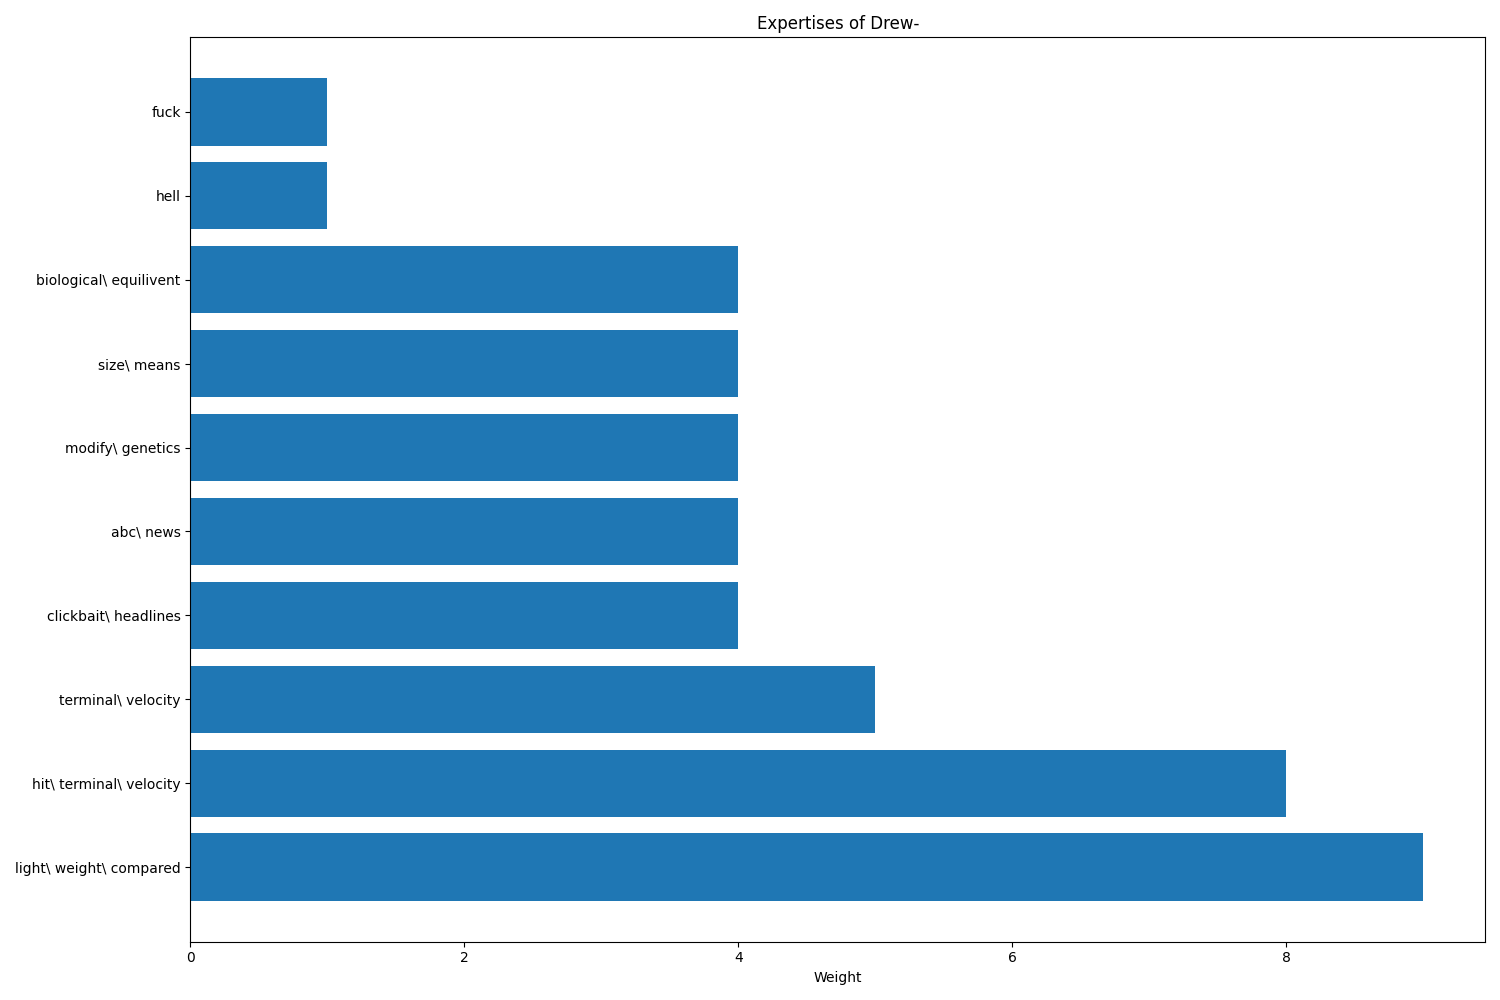 Expertises of Drew-
fuck
hell
biological\ equilivent
size\ means
modify\ genetics
abc\ news
clickbait\ headlines
terminal\ velocity
hit\ terminal\ velocity
light\ weight\ compared
0 2 4 6 8
Weight